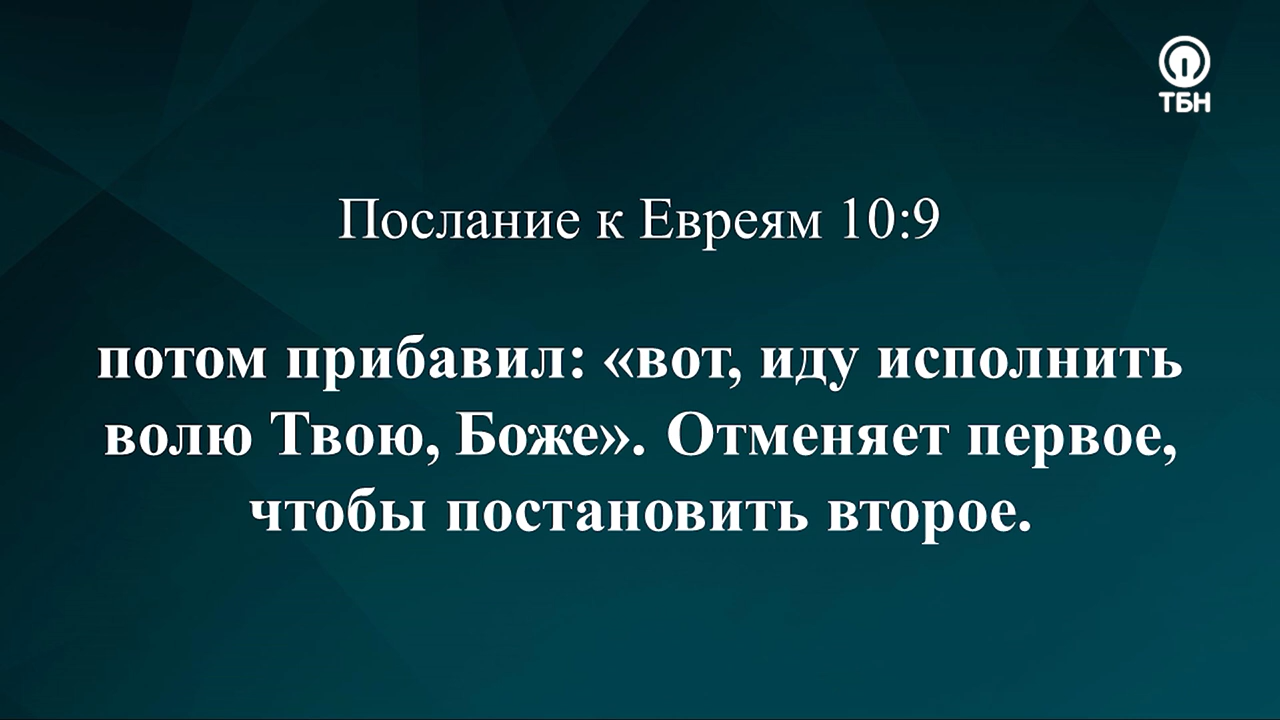 ТБН
Послание к Евреям 10:9
потом прибавил: «вот, иду исполнить
волю Твою, Боже». Отменяет первое,
чтобы постановить второе.